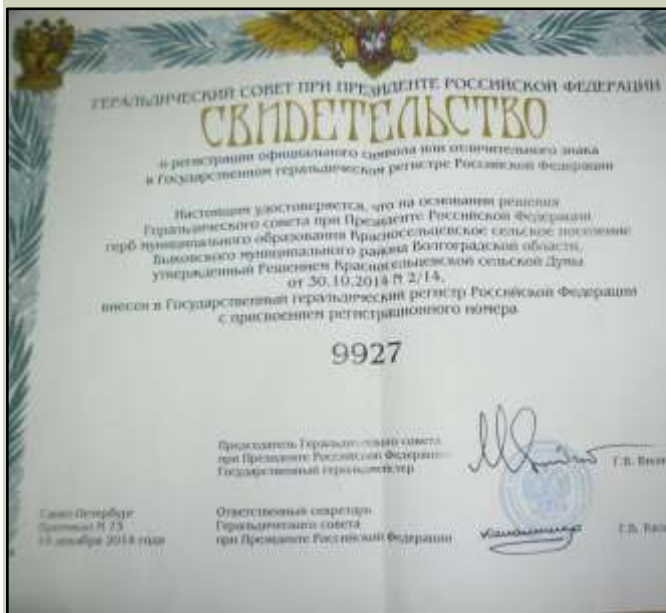 ГЕРАЛЬДИЧЕСКИЙ СОВЕТ ПРИ ПРЕЗИДЕНТЕ РОССИЙСКОЙ ФЕДЕРАЦИИ
СВИДЕТЕЛЬСТВО
о регистрации официального символа или отличительного знака
в Государственном геральдическом регистре Российской Федерации
Настоящим удостоверяется, что на основании решения
Геральдического совета при Президенте Российской Федерации
герб муниципального образования Красносельцевское сельское поселение
Быковского муниципального района Волгоградской области,
утвержденный Решением Красносельцевской сельской Думы
от 30.10.2014 N 2/14,
внесен в Государственный геральдический регистр Российской Федерации
с присвоением регистрационного номера
9927
Председатель Геральдического совета
при Президенте Российской Федерации
Государственный герольдмейстер
Г.В.
Санкт-Петербург
Протокол N
декабря 2014 года
Ответственный секретарь
Геральдического совета
при Президенте Российской Федерации
Г.В.